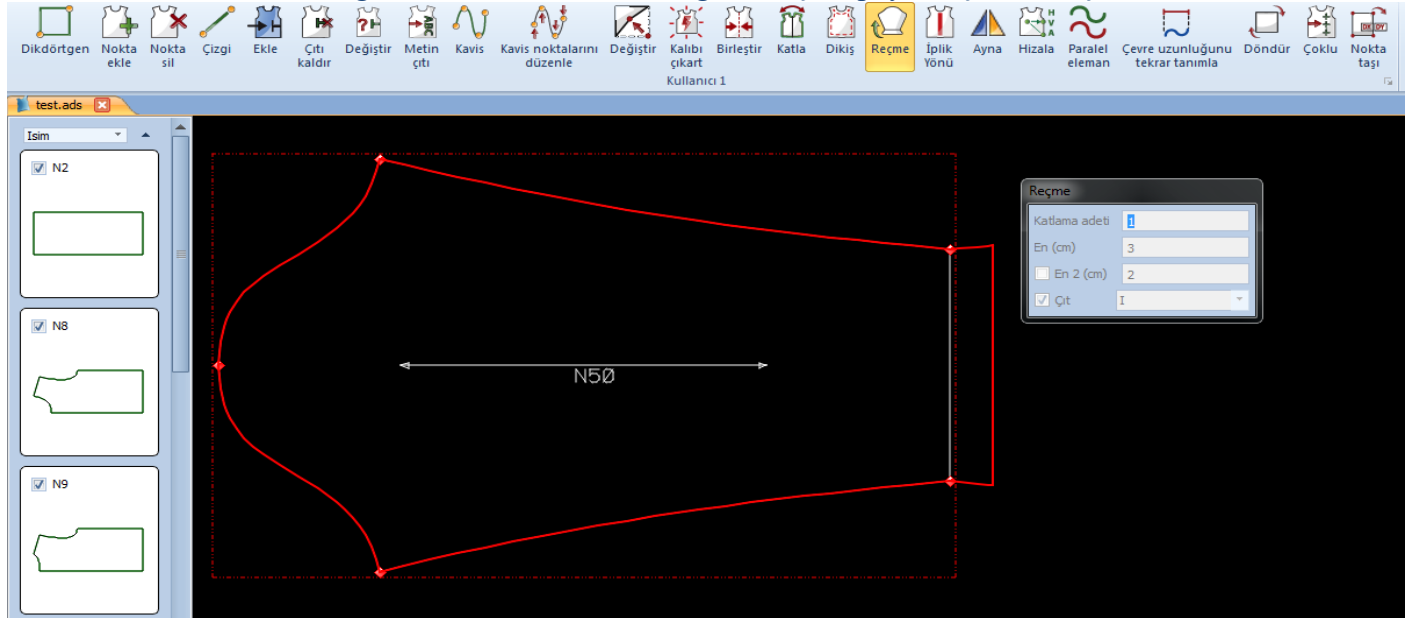 Dikdörtgen
Nokta
ekle
Nokta
sil
Çizgi
Ekle
Çıtı
kaldır
Değiştir
Metin
çıtı
Kavis
Kavis noktalarını
düzenle
Değiştir
Kalıbı
çıkart
Birleştir
Katla
Dikiş
Reçme
İplik
Yönü
Ayna
Hizala
Paralel
eleman
Çevre uzunluğunu
tekrar tanımla
Döndür
Çoklu
Nokta
taşı
Kullanıcı 1
test.ads
Isim
N2
N8
N9
N50
Reçme
Katlama adeti 1
En (cm) 3
En 2 (cm) 2
Çıt I